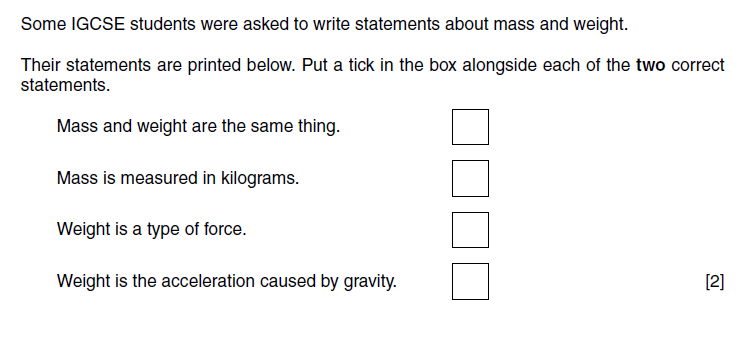 Some IGCSE students were asked to write statements about mass and weight.
Their statements are printed below. Put a tick in the box alongside each of the two correct
statements.
Mass and weight are the same thing.
Mass is measured in kilograms.
Weight is a type of force.
Weight is the acceleration caused by gravity. [2]